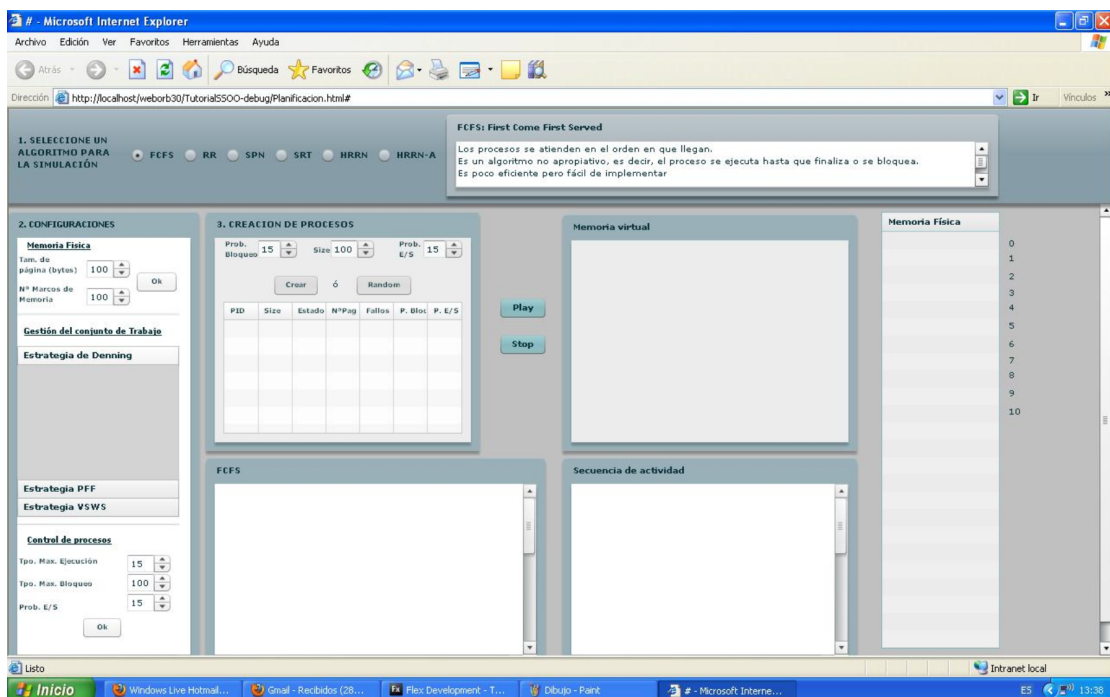 # - Microsoft Internet Explorer
Archivo Edición Ver Favoritos Herramientas Ayuda
Atrás Búsqueda Favoritos
Dirección http://localhost/weborb30/TutorialSSOO-debug/Planificacion.html# Ir Vínculos »
1. SELECCIONE UN
ALGORITMO PARA
LA SIMULACIÓN
FCFS RR SPN SRT HRRN HRRN-A
FCFS: First Come First Served
Los procesos se atienden en el orden en que llegan.
Es un algoritmo no apropiativo, es decir, el proceso se ejecuta hasta que finaliza o se bloquea.
Es poco eficiente pero fácil de implementar
2. CONFIGURACIONES
Memoria Fisica
Tam. de
página (bytes) 100
Nº Marcos de
Memoria 100
Ok
Gestión del conjunto de Trabajo
Estrategia de Denning
Estrategia PFF
Estrategia VSWS
Control de procesos
Tpo. Max. Ejecución 15
Tpo. Max. Bloqueo 100
Prob. E/S 15
Ok
3. CREACION DE PROCESOS
Prob.
Bloqueo 15 Size 100 Prob.
E/S 15
Crear ó Random
PID Size Estado NºPag Fallos P. Bloc P. E/S
Play
Stop
Memoria virtual
Memoria Física
0
1
2
3
4
5
6
7
8
9
10
FCFS
Secuencia de actividad
Listo Intranet local
Inicio Windows Live Hotmail... Gmail - Recibidos (28... Flex Development - T... Dibujo - Paint # - Microsoft Interne... ES 13:38